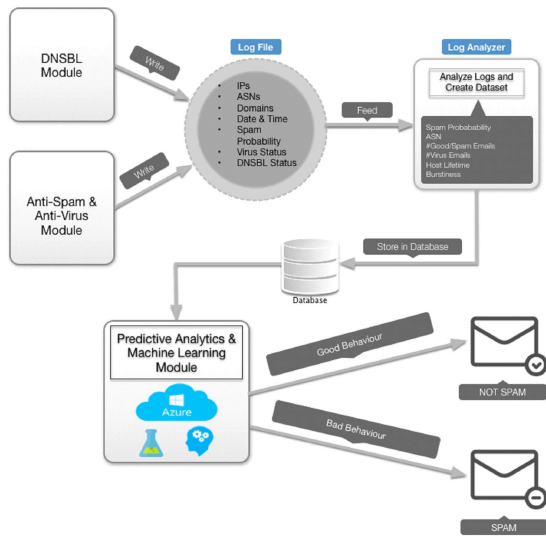 DNSBL
Module
Write
Log File
IPs
ASNs
Domains
Date & Time
Spam
Probability
Virus Status
DNSBL Status
Feed
Log Analyzer
Analyze Logs and
Create Dataset
Spam Probabability
ASN
#Good/Spam Emails
#Virus Emails
Host Lifetime
Burstiness
Anti-Spam &
Anti-Virus
Module
Write
Store in Database
Database
Predictive Analytics &
Machine Learning
Module
Azure
Good Behaviour
NOT SPAM
Bad Behaviour
SPAM